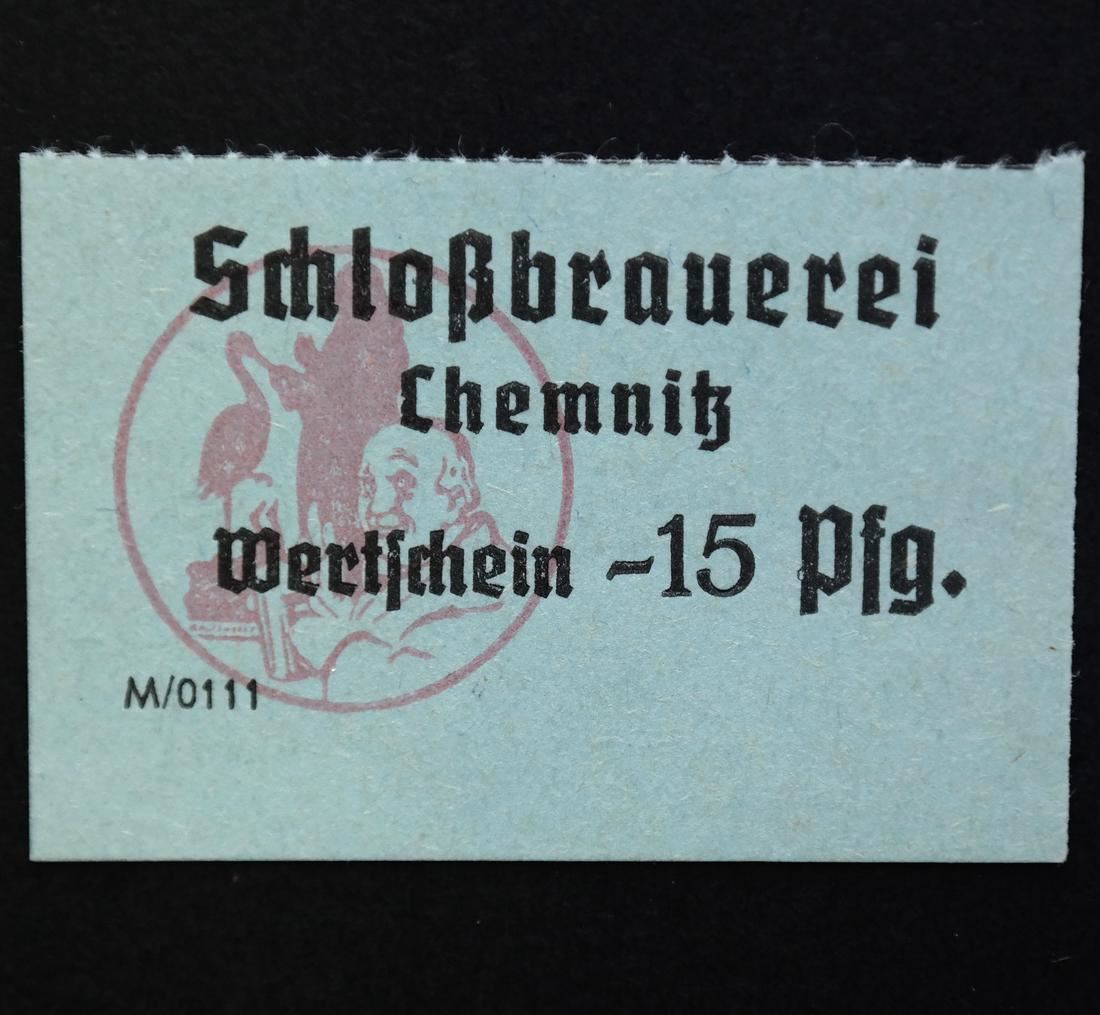 Schloßbrauerei
Chemnitz
Wertschein -15 Pfg.
M/0111